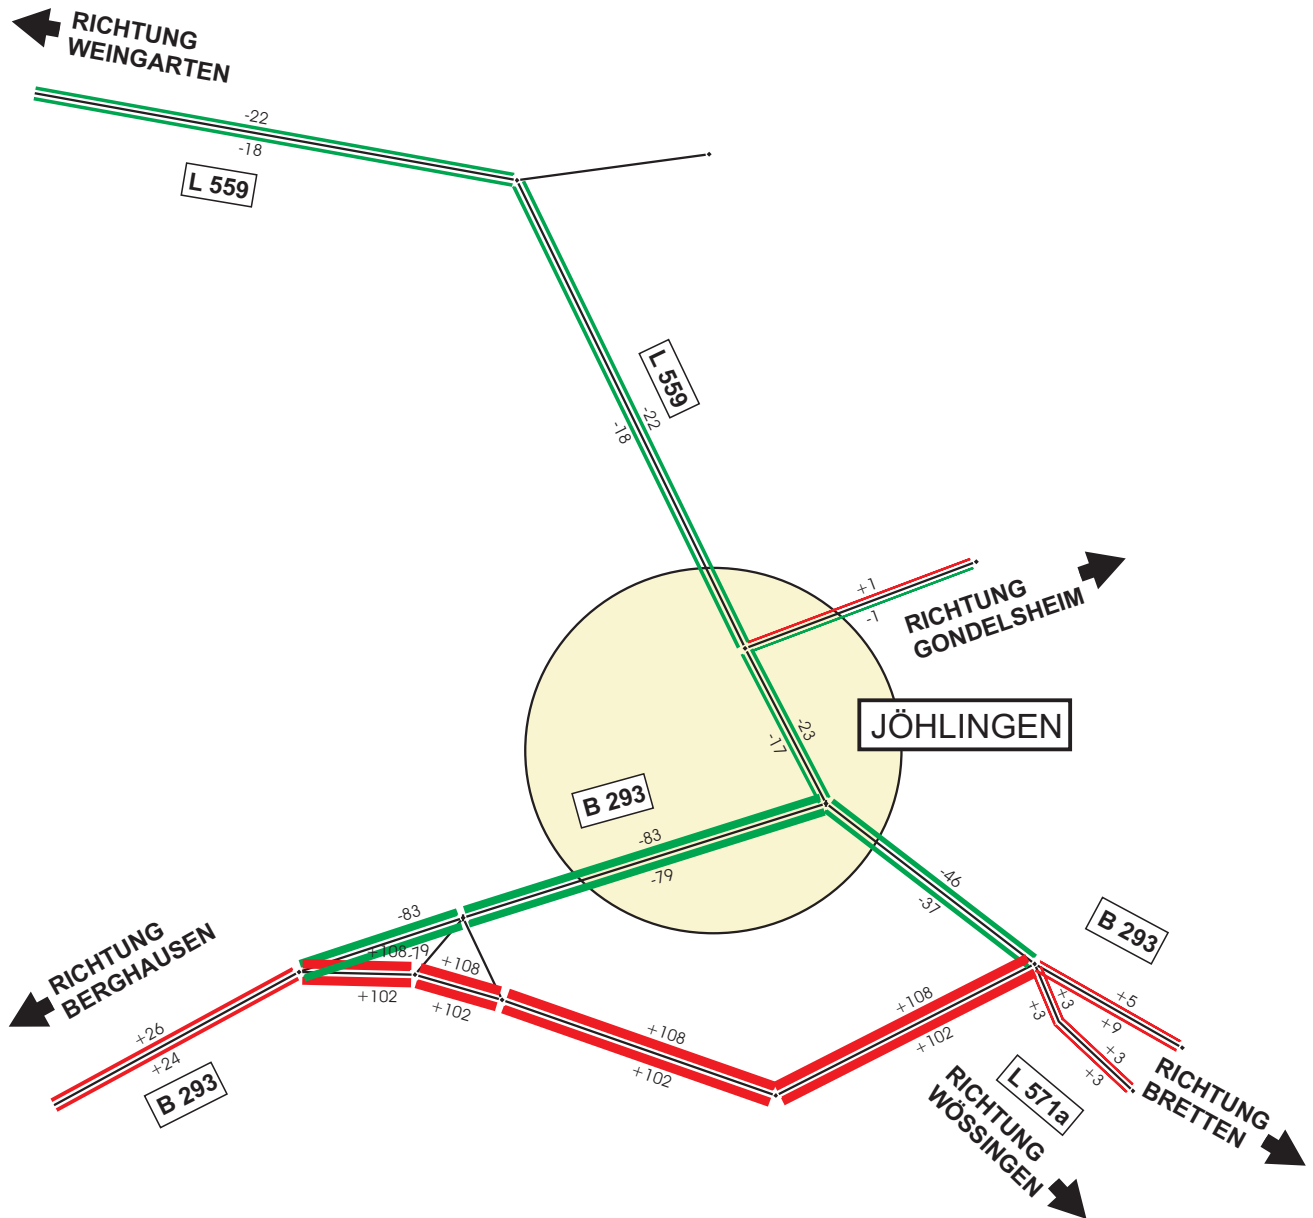 RICHTUNG
WEINGARTEN
-22
-18
L 559
L 559
-22
-18
+1
-1
RICHTUNG
GONDELSHEIM
JÖHLINGEN
-23
-17
B 293
-83
-79
-46
-37
-83
B 293
RICHTUNG
BERGHAUSEN
+108
-79
+108
+102
+102
+108
+102
+108
+102
+3
+3
+5
+9
+3
+3
+26
+24
B 293
L 571a
RICHTUNG
WÖSSINGEN
RICHTUNG
BRETTEN